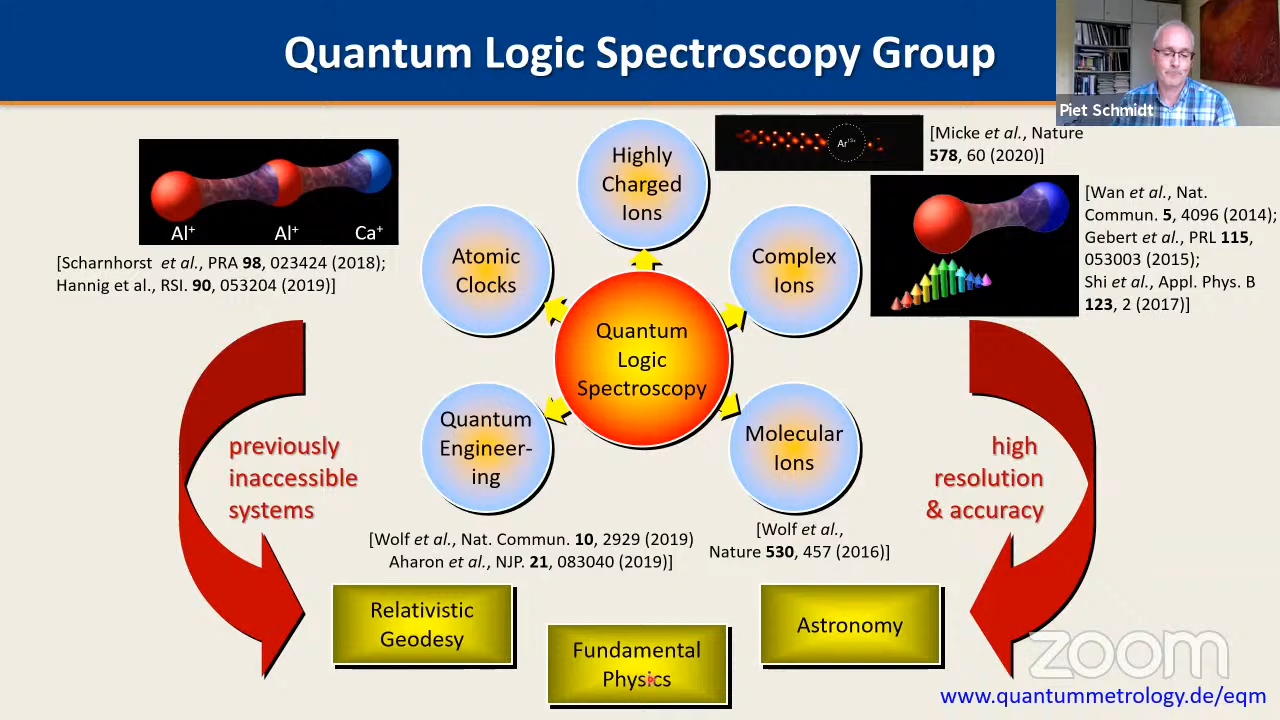 Quantum Logic Spectroscopy Group
Piet Schmidt
Al⁺ Al⁺ Ca⁺
[Scharnhorst et al., PRA 98, 023424 (2018);
Hannig et al., RSI. 90, 053204 (2019)]
Highly
Charged
Ions
Ar¹³⁺
[Micke et al., Nature
578, 60 (2020)]
Atomic
Clocks
Complex
Ions
[Wan et al., Nat.
Commun. 5, 4096 (2014);
Gebert et al., PRL 115,
053003 (2015);
Shi et al., Appl. Phys. B
123, 2 (2017)]
Quantum
Logic
Spectroscopy
Quantum
Engineer-
ing
Molecular
Ions
previously
inaccessible
systems
high
resolution
& accuracy
[Wolf et al., Nat. Commun. 10, 2929 (2019)
Aharon et al., NJP. 21, 083040 (2019)]
[Wolf et al.,
Nature 530, 457 (2016)]
Relativistic
Geodesy
Fundamental
Physics
Astronomy
zoom
www.quantummetrology.de/eqm